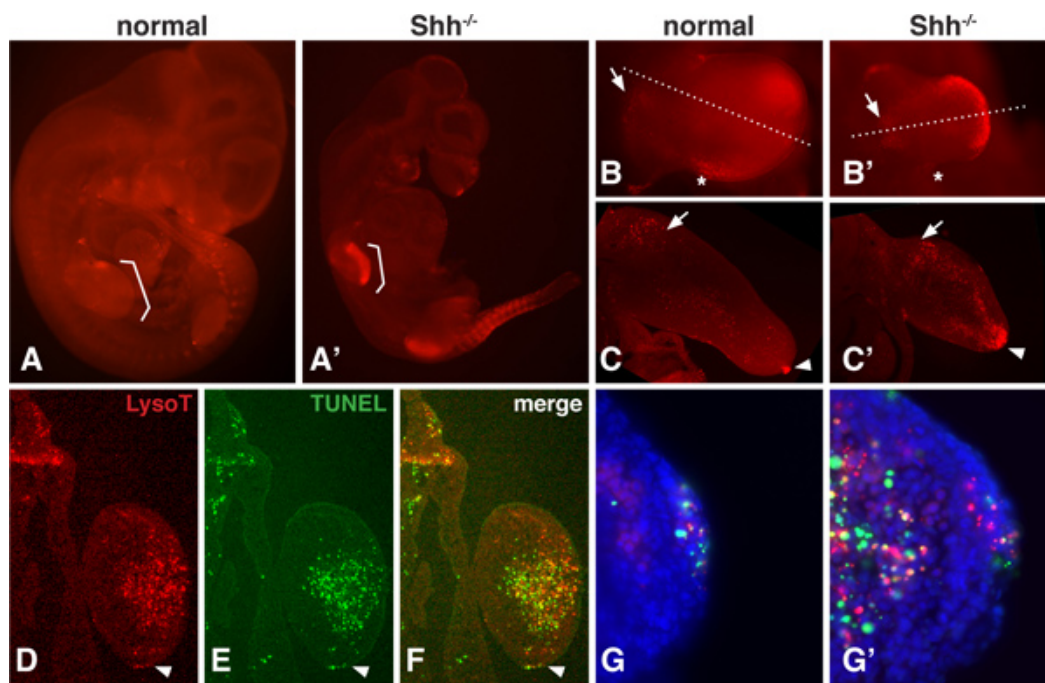 normal Shh-/- normal Shh-/-
A A' B B'
* *
C C'
LysoT TUNEL merge
D E F G G'